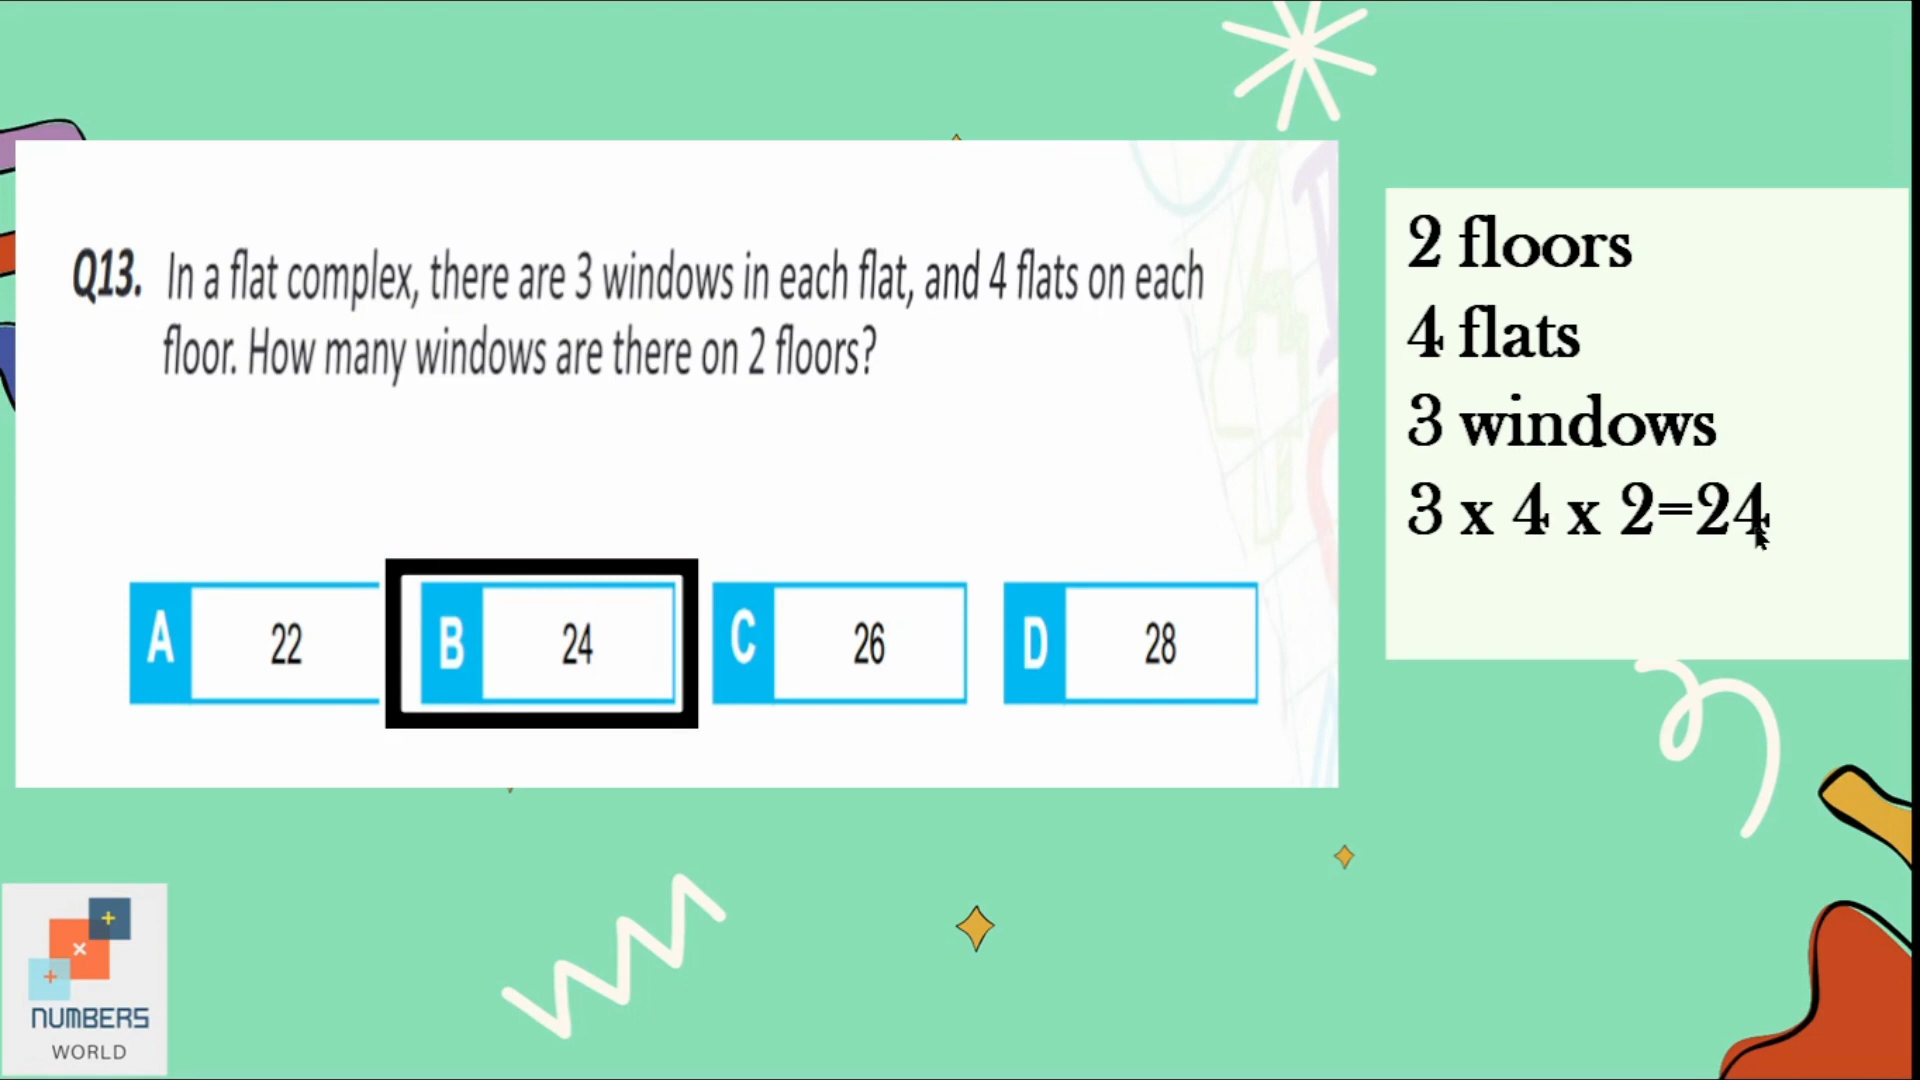 Q13. In a flat complex, there are 3 windows in each flat, and 4 flats on each
floor. How many windows are there on 2 floors?
A 22
B 24
C 26
D 28
2 floors
4 flats
3 windows
3 x 4 x 2=24
NUMBERS
WORLD